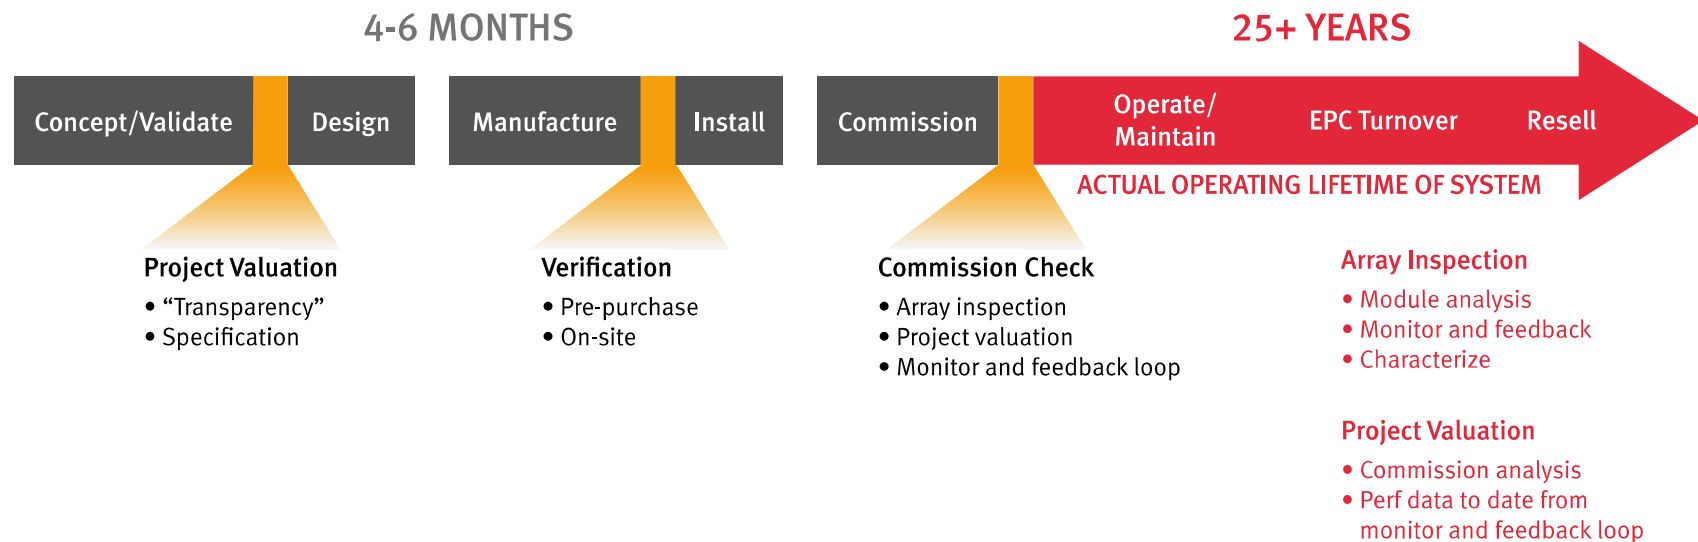 4-6 MONTHS
25+ YEARS
Concept/Validate
Design
Manufacture
Install
Commission
Operate/
Maintain
EPC Turnover
Resell
ACTUAL OPERATING LIFETIME OF SYSTEM
Project Valuation
• “Transparency”
• Specification
Verification
• Pre-purchase
• On-site
Commission Check
• Array inspection
• Project valuation
• Monitor and feedback loop
Array Inspection
• Module analysis
• Monitor and feedback
• Characterize
Project Valuation
• Commission analysis
• Perf data to date from
monitor and feedback loop